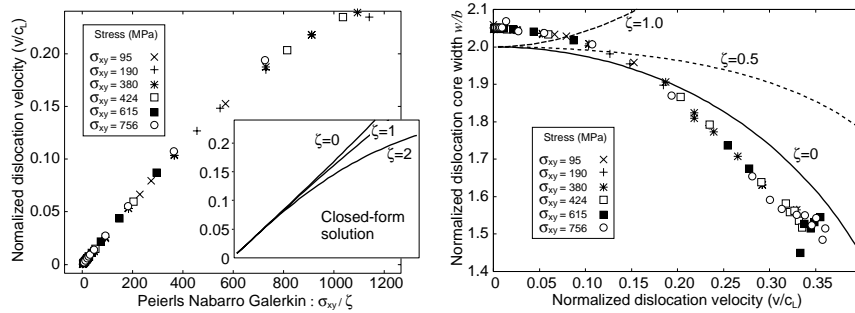 Normalized dislocation velocity (v/cL)
0.20
0.15
0.10
0.05
0
Stress (MPa)
σxy = 95
σxy = 190
σxy = 380
σxy = 424
σxy = 615
σxy = 756
0.2
0.15
0.1
0.05
0
ζ=0
ζ=1
ζ=2
Closed-form
solution
0 200 400 600 800 1000 1200
Peierls Nabarro Galerkin : σxy / ζ
Normalized dislocation core width w/b
2.1
2.0
1.9
1.8
1.7
1.6
1.5
1.4
ζ=1.0
ζ=0.5
ζ=0
Stress (MPa)
σxy = 95
σxy = 190
σxy = 380
σxy = 424
σxy = 615
σxy = 756
0 0.05 0.10 0.15 0.20 0.25 0.30 0.35
Normalized dislocation velocity (v/cL)